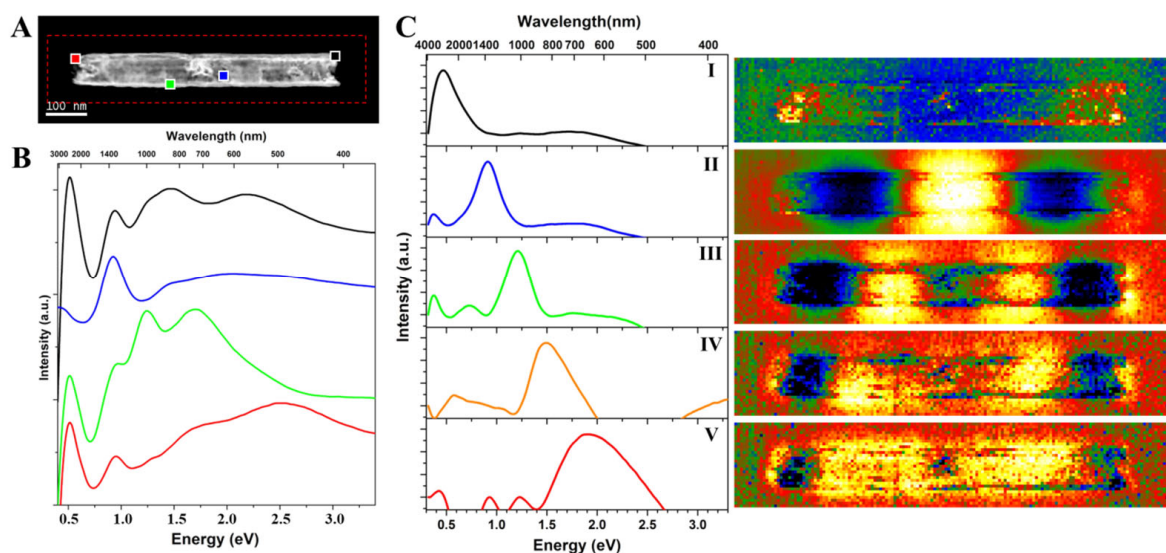 A
100 nm
B
Wavelength (nm)
3000 2000 1400 1000 800 700 600 500 400
Intensity (a.u.)
0.5 1.0 1.5 2.0 2.5 3.0
Energy (eV)
C
Wavelength(nm)
4000 2000 1400 1000 800 700 600 500 400
I
II
III
IV
V
Intensity (a.u.)
0.5 1.0 1.5 2.0 2.5 3.0
Energy (eV)